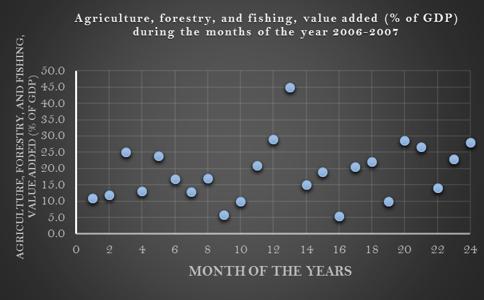 Agriculture, forestry, and fishing, value added (% of GDP)
during the months of the year 2006-2007
AGRICULTURE, FORESTRY, AND FISHING,
VALUE ADDED (% OF GDP)
50.0
45.0
40.0
35.0
30.0
25.0
20.0
15.0
10.0
5.0
0.0
0 2 4 6 8 10 12 14 16 18 20 22 24
MONTH OF THE YEARS